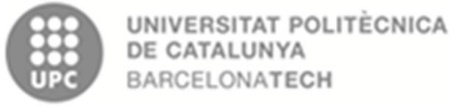 UPC
UNIVERSITAT POLITÈCNICA
DE CATALUNYA
BARCELONATECH